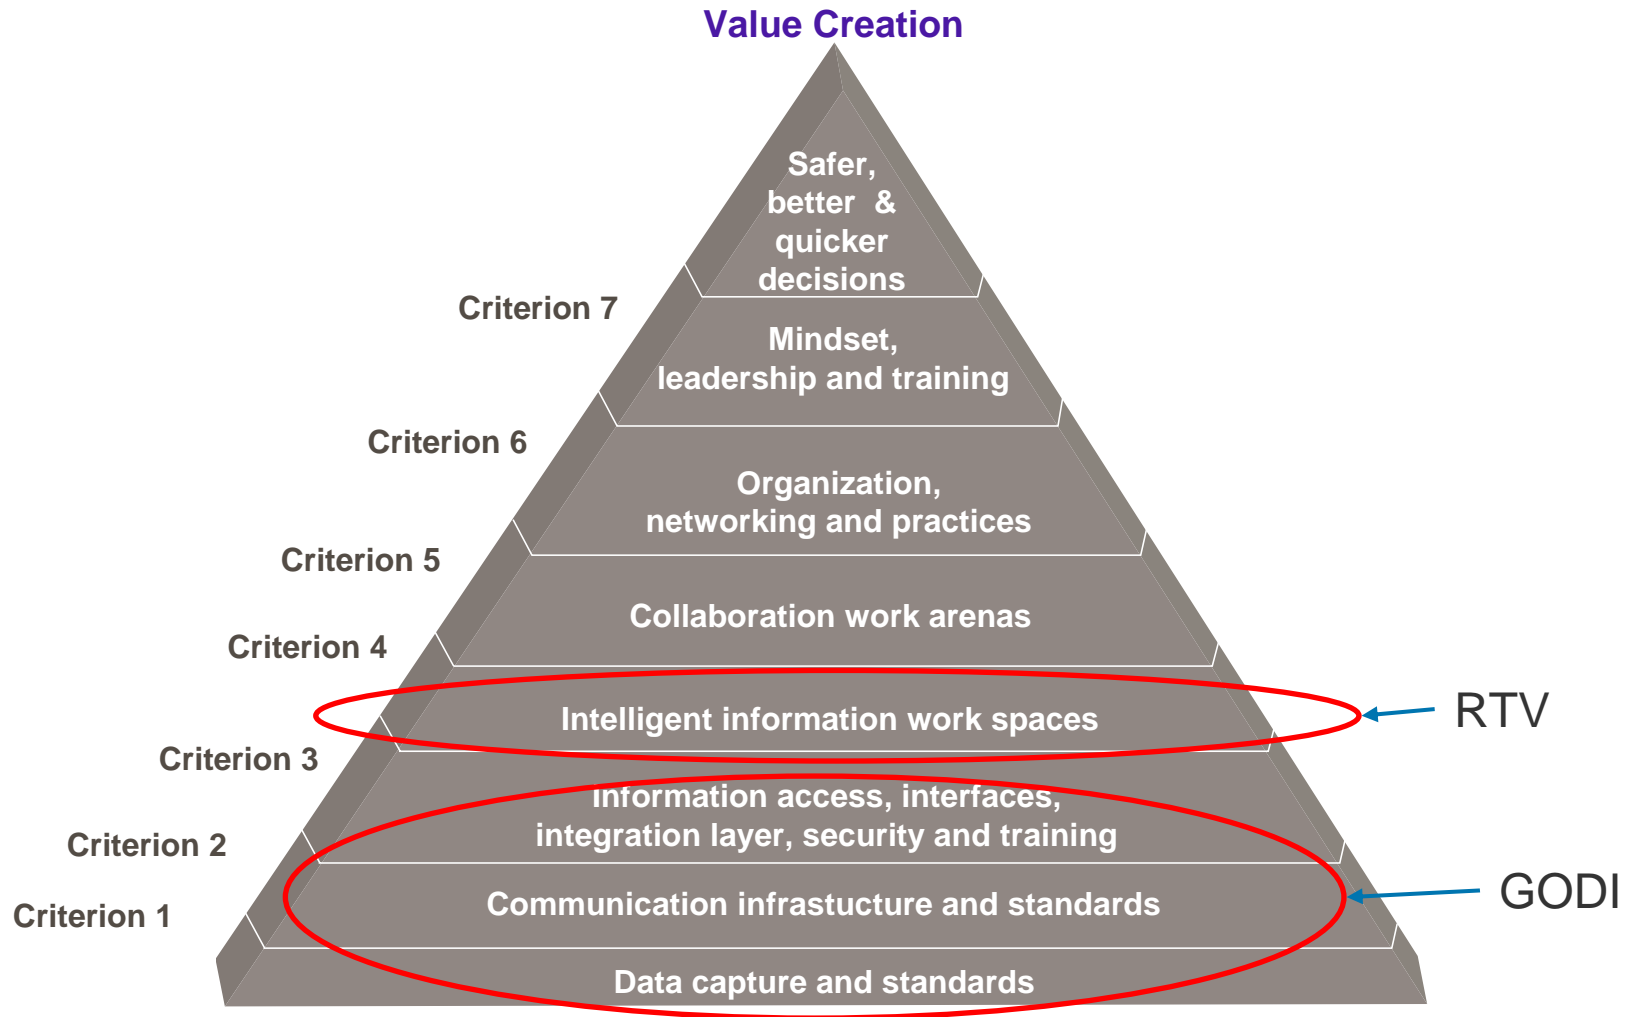 Value Creation
Safer,
better & 
quicker
decisions
Criterion 7
Mindset,
leadership and training
Criterion 6
Organization,
networking and practices
Criterion 5
Collaboration work arenas
Criterion 4
Intelligent information work spaces
RTV
Criterion 3
Information access, interfaces,
integration layer, security and training
Criterion 2
Communication infrastucture and standards
GODI
Criterion 1
Data capture and standards